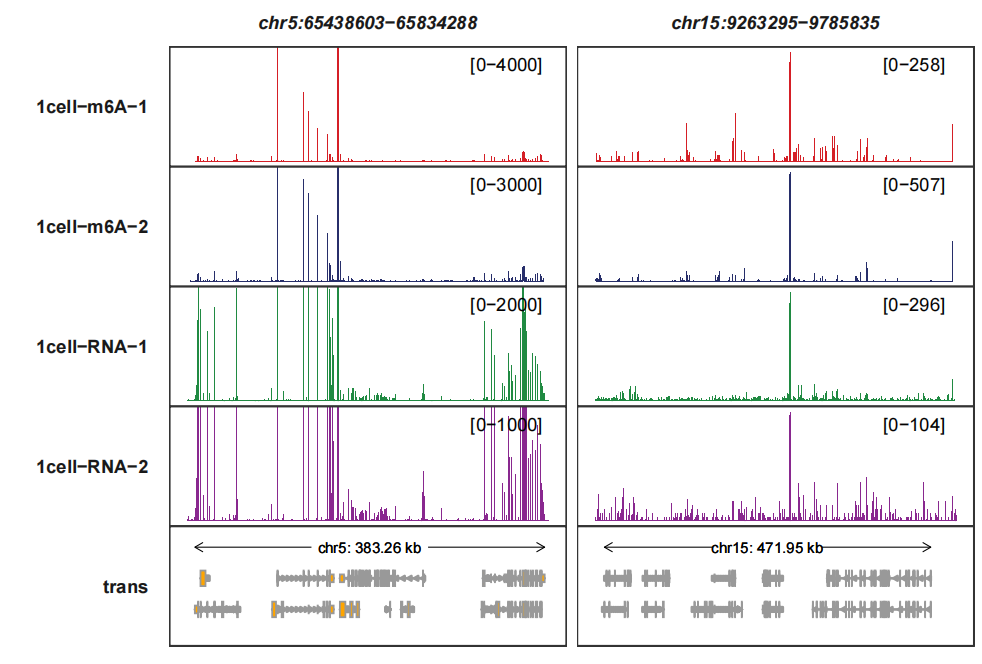 chr5:65438603−65834288 chr15:9263295−9785835
1cell−m6A−1 [0−4000] [0−258]
1cell−m6A−2 [0−3000] [0−507]
1cell−RNA−1 [0−2000] [0−296]
1cell−RNA−2 [0−1000] [0−104]
chr5: 383.26 kb chr15: 471.95 kb
trans